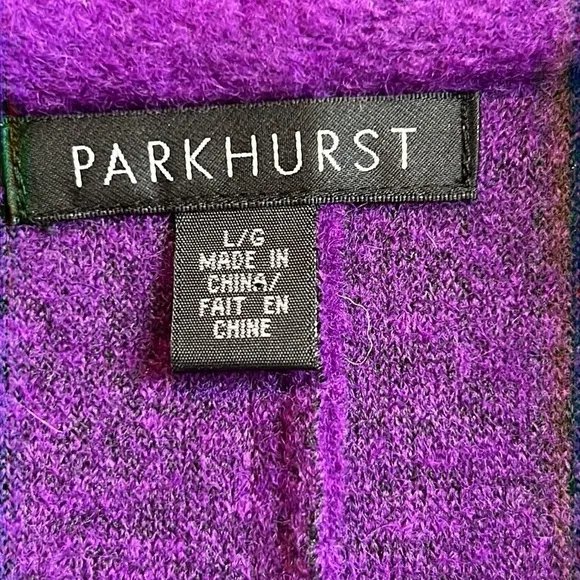 PARKHURST
L/G
MADE IN
CHINA/
FAIT EN
CHINE